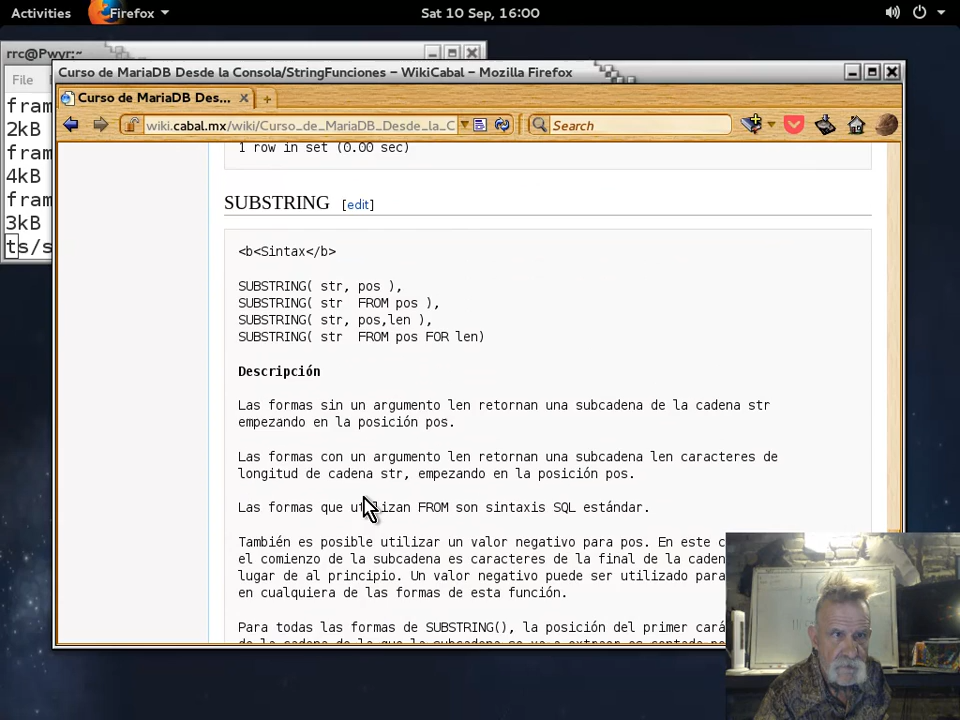 Activities Firefox Sat 10 Sep, 16:00
rrc@Pwyr:~
File
Curso de MariaDB Desde la Consola/StringFunciones – WikiCabal – Mozilla Firefox
Curso de MariaDB Des...
wiki.cabal.mx/wiki/Curso_de_MariaDB_Desde_la_C
Search
fram
2kB
fram
4kB
fram
3kB
ts/s
1 row in set (0.00 sec)
SUBSTRING [edit]
<b<Sintax</b>
SUBSTRING( str, pos ),
SUBSTRING( str  FROM pos ),
SUBSTRING( str, pos,len ),
SUBSTRING( str  FROM pos FOR len)
Descripción
Las formas sin un argumento len retornan una subcadena de la cadena str
empezando en la posición pos.
Las formas con un argumento len retornan una subcadena len caracteres de
longitud de cadena str, empezando en la posición pos.
Las formas que utilizan FROM son sintaxis SQL estándar.
También es posible utilizar un valor negativo para pos. En este c
el comienzo de la subcadena es caracteres de la final de la caden
lugar de al principio. Un valor negativo puede ser utilizado para
en cualquiera de las formas de esta función.
Para todas las formas de SUBSTRING(), la posición del primer cará